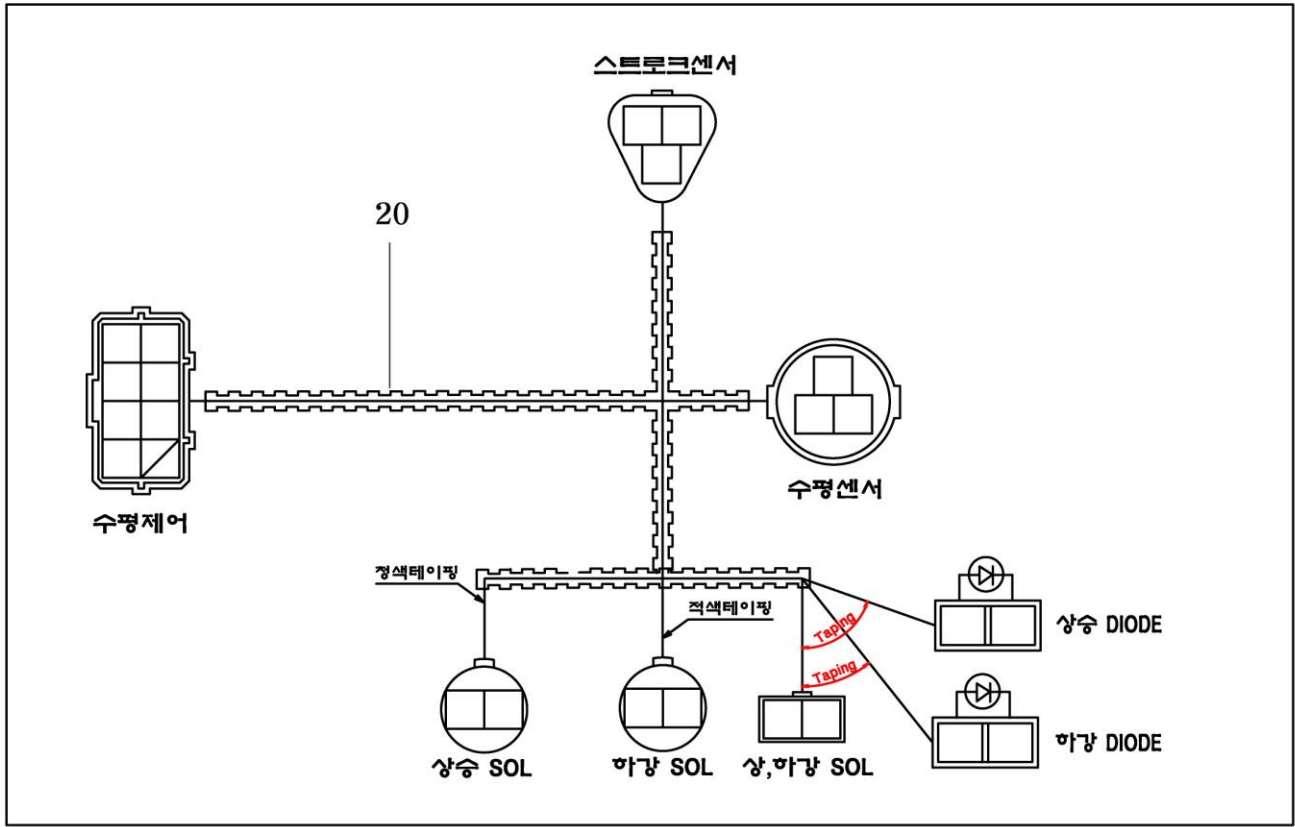 스트로크센서
20
수평제어
수평센서
청색테이핑
적색테이핑
Taping
Taping
상승 DIODE
하강 DIODE
상승 SOL
하강 SOL
상,하강 SOL